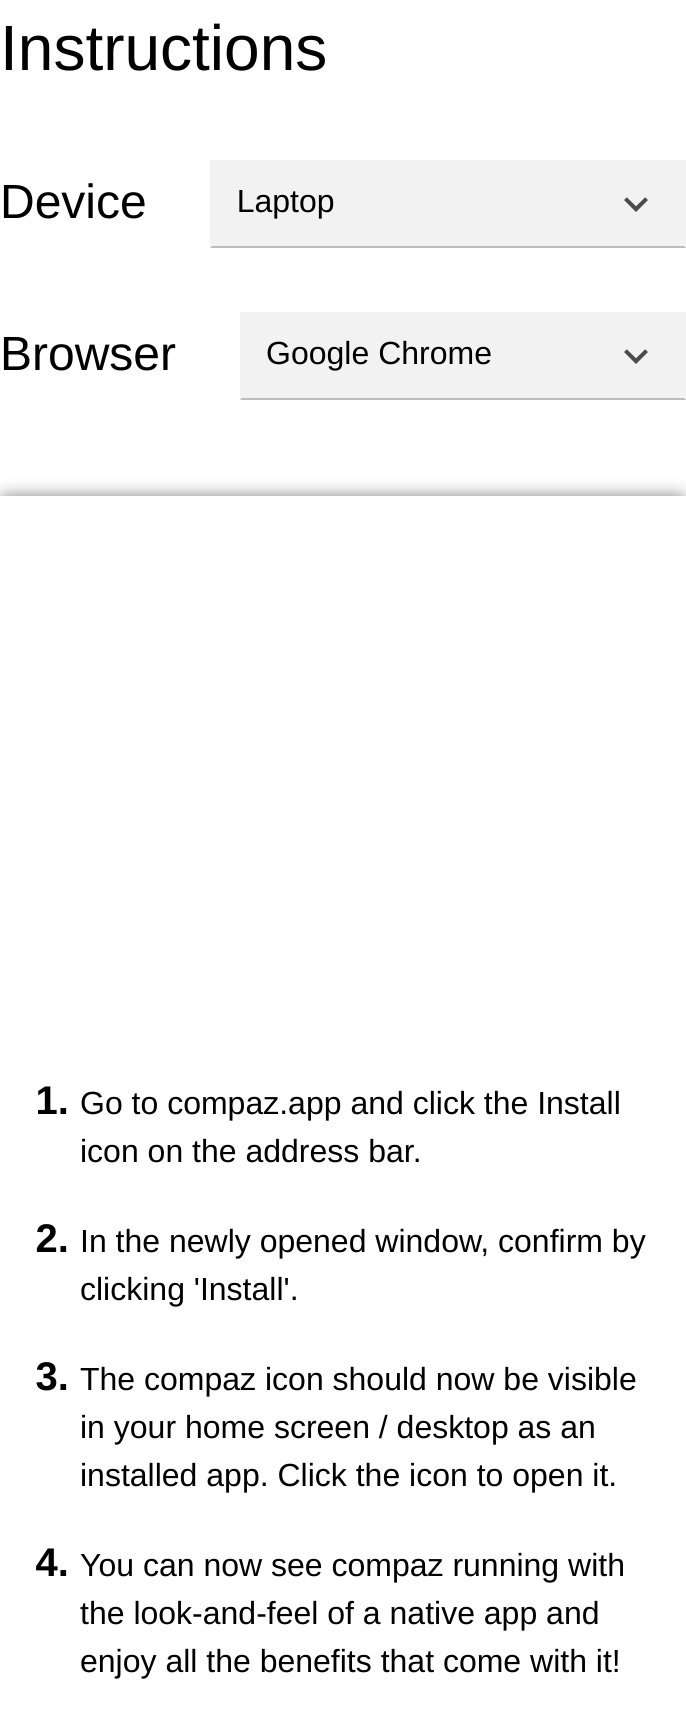 Instructions
Device
Laptop
Browser
Google Chrome
1. Go to compaz.app and click the Install
icon on the address bar.
2. In the newly opened window, confirm by
clicking 'Install'.
3. The compaz icon should now be visible
in your home screen / desktop as an
installed app. Click the icon to open it.
4. You can now see compaz running with
the look-and-feel of a native app and
enjoy all the benefits that come with it!